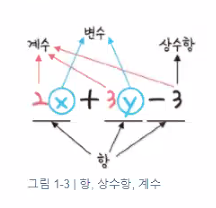 변수
계수 상수항
2x + 3y - 3
항
그림 1-3 | 항, 상수항, 계수